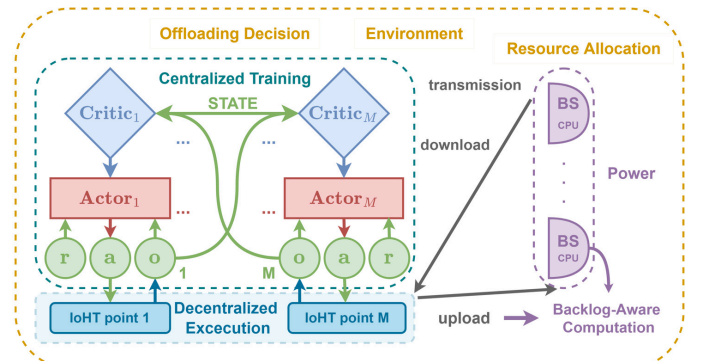 Offloading Decision
Environment
Resource Allocation
Centralized Training
transmission
Critic1
STATE
CriticM
BS
CPU
...
...
download
Actor1
...
...
ActorM
Power
r
a
o
1
M
o
a
r
BS
CPU
IoHT point 1
Decentralized
Excecution
IoHT point M
upload
Backlog-Aware
Computation